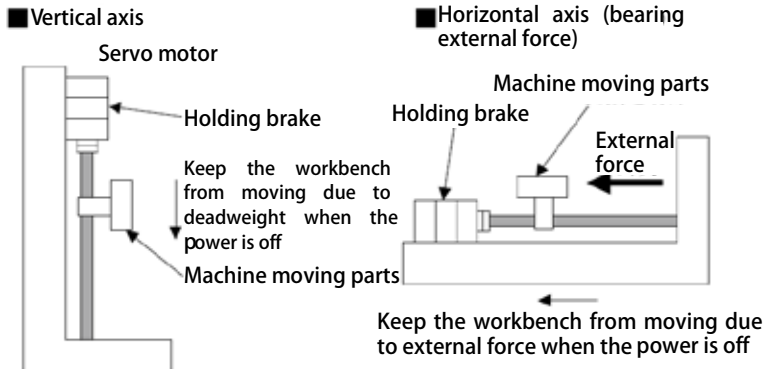 Vertical axis
Servo motor
Holding brake
Keep the workbench
from moving due to
deadweight when the
power is off
Machine moving parts
Horizontal axis (bearing
external force)
Machine moving parts
Holding brake
External
force
Keep the workbench from moving due
to external force when the power is off